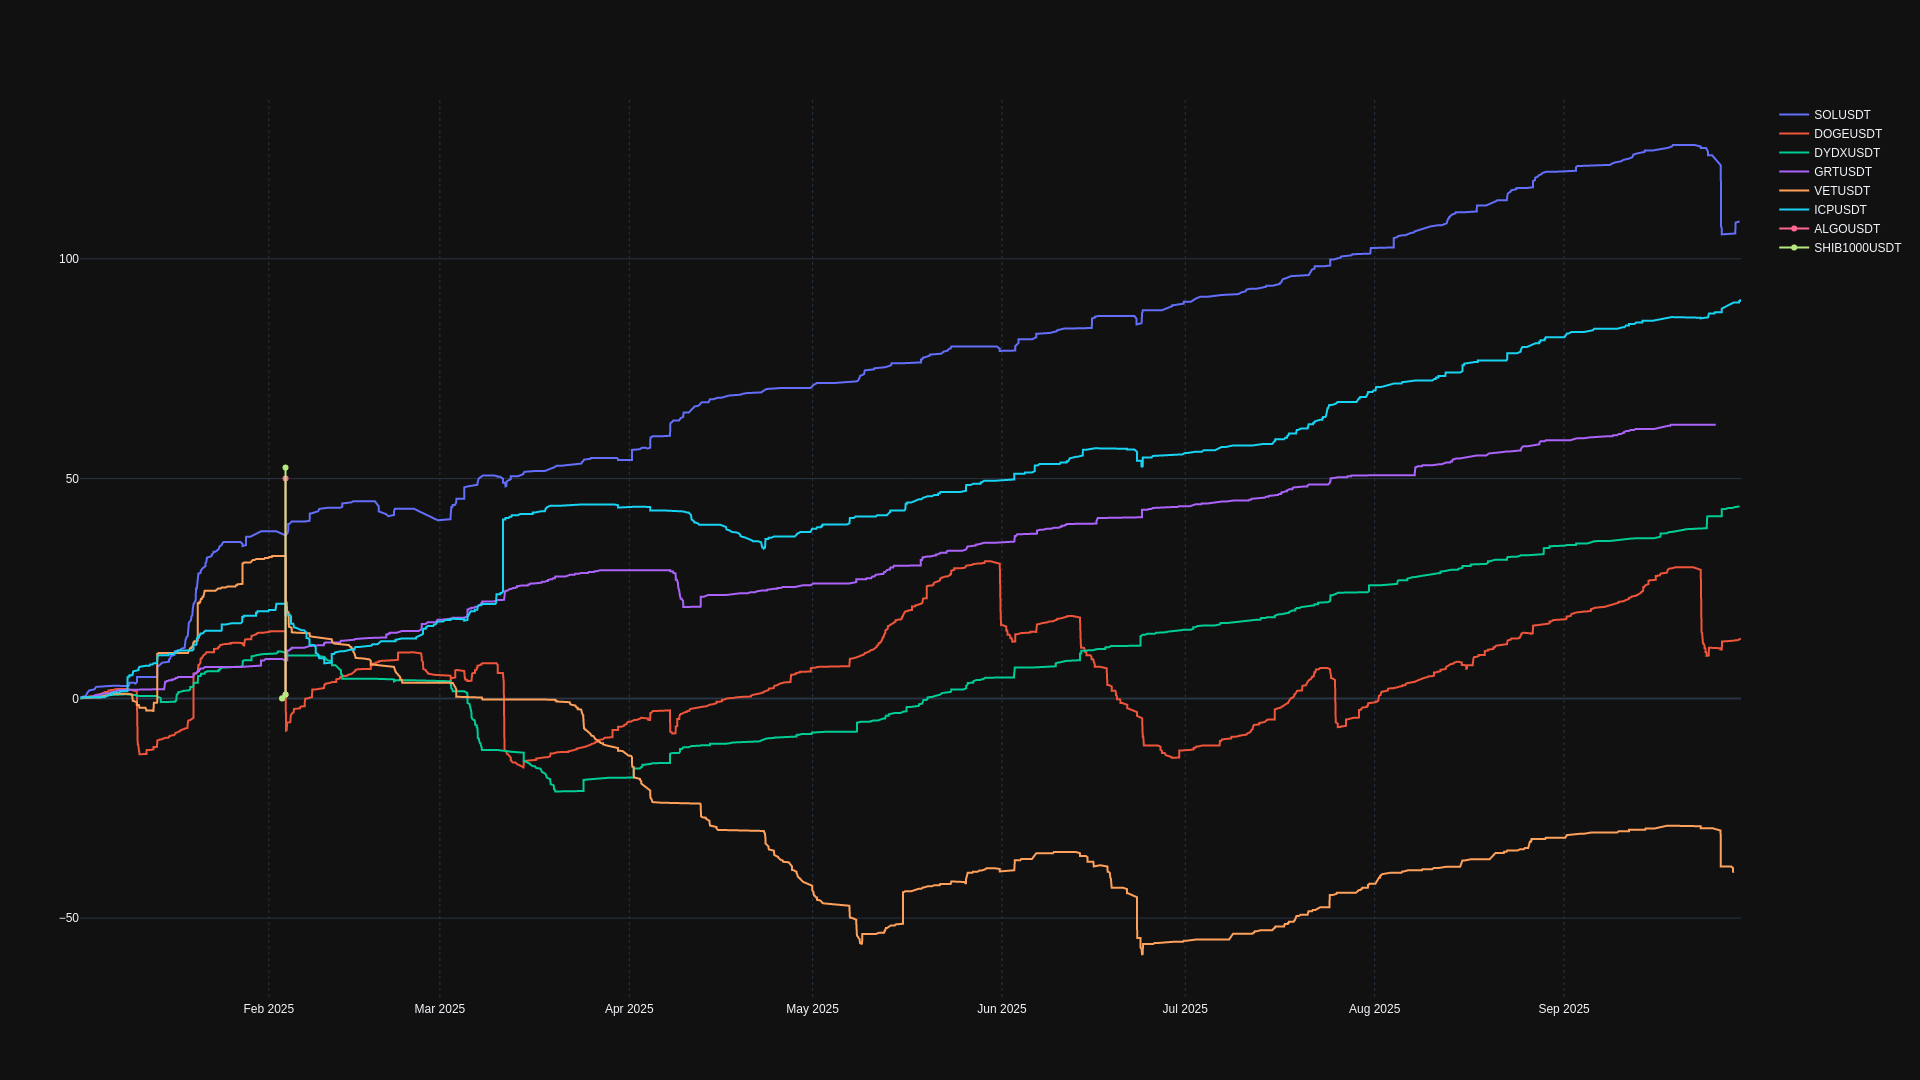 SOLUSDT
DOGEUSDT
DYDXUSDT
GRTUSDT
VETUSDT
ICPUSDT
ALGOUSDT
SHIB1000USDT
100
50
0
−50
Feb 2025 Mar 2025 Apr 2025 May 2025 Jun 2025 Jul 2025 Aug 2025 Sep 2025